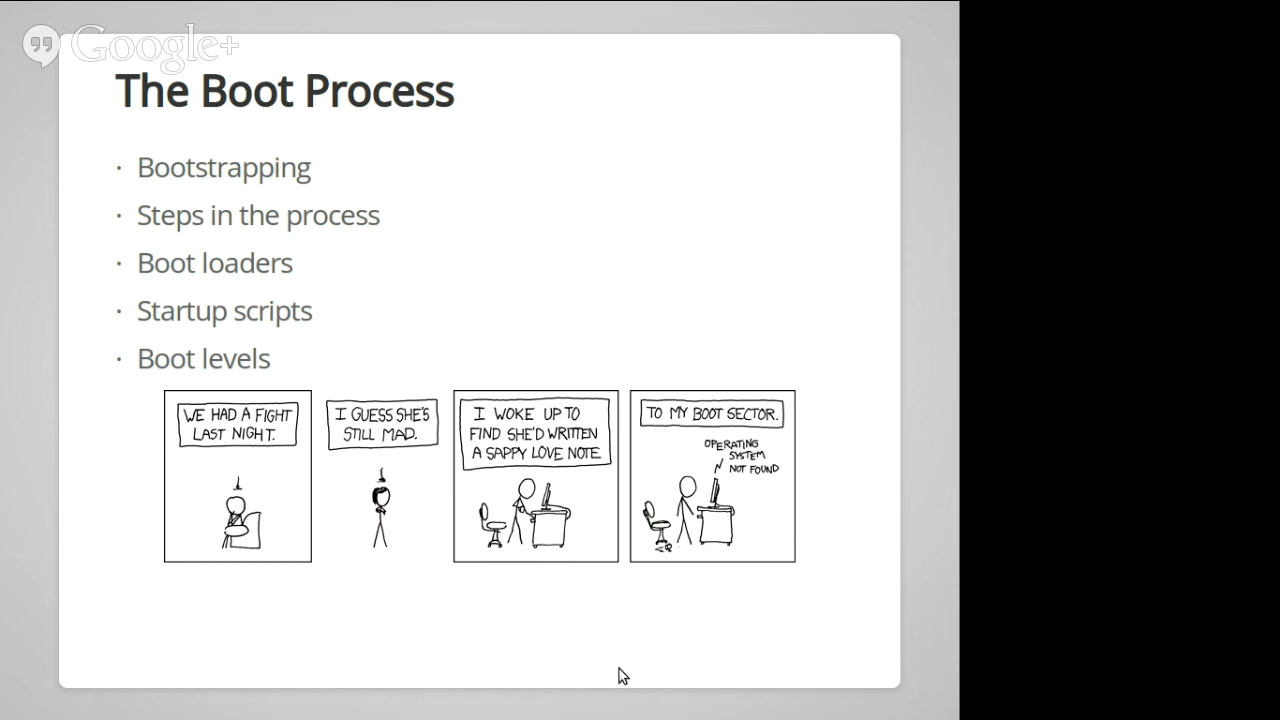 Google+
The Boot Process
· Bootstrapping
· Steps in the process
· Boot loaders
· Startup scripts
· Boot levels
WE HAD A FIGHT
LAST NIGHT.
I GUESS SHE'S
STILL MAD.
I WOKE UP TO
FIND SHE'D WRITTEN
A SAPPY LOVE NOTE
TO MY BOOT SECTOR.
OPERATING
SYSTEM
NOT FOUND